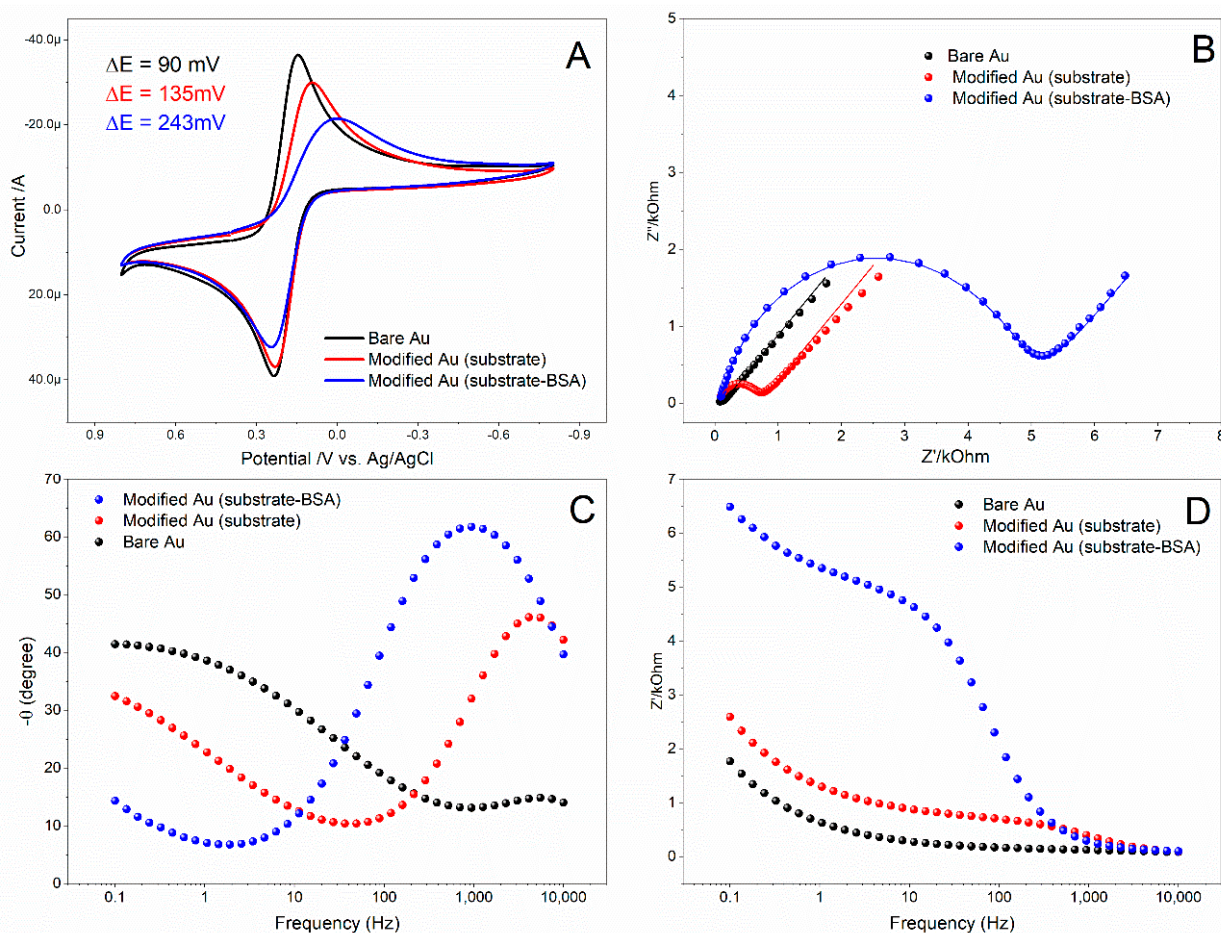 A
ΔE = 90 mV
ΔE = 135mV
ΔE = 243mV
-40.0µ
-20.0µ
0.0
20.0µ
40.0µ
Current /A
Bare Au
Modified Au (substrate)
Modified Au (substrate-BSA)
0.9 0.6 0.3 0.0 -0.3 -0.6 -0.9
Potential /V vs. Ag/AgCl
B
Bare Au
Modified Au (substrate)
Modified Au (substrate-BSA)
5
4
3
2
1
0
Z''/kOhm
0 1 2 3 4 5 6 7 8
Z'/kOhm
C
Modified Au (substrate-BSA)
Modified Au (substrate)
Bare Au
70
60
50
40
30
20
10
0
-0 (degree)
0.1 1 10 100 1,000 10,000
Frequency (Hz)
D
Bare Au
Modified Au (substrate)
Modified Au (substrate-BSA)
7
6
5
4
3
2
1
0
Z'/kOhm
0.1 1 10 100 1,000 10,000
Frequency (Hz)